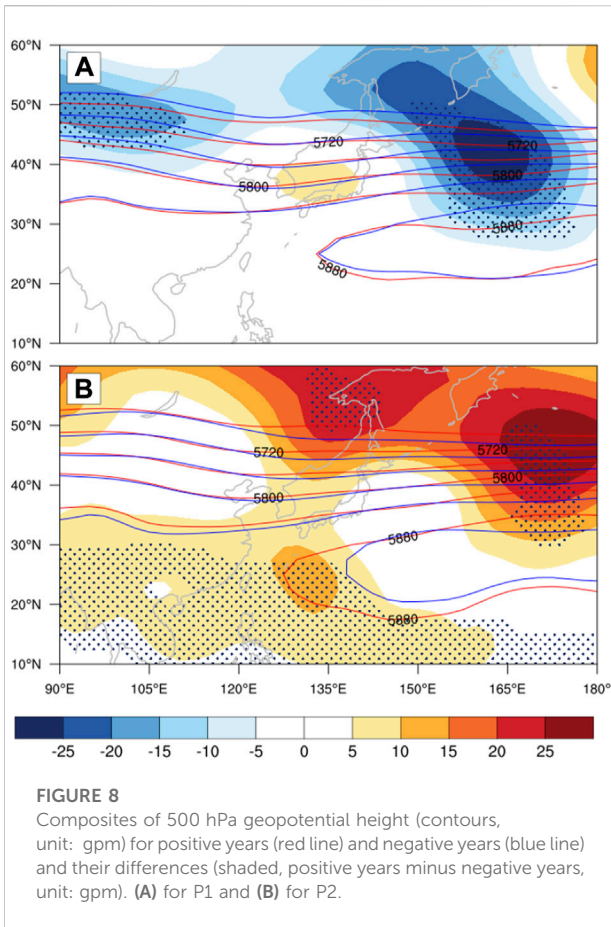 60°N
A
50°N
5720
40°N
5720
5800
5800
30°N
5880
20°N
5880
10°N
60°N
B
50°N
5720
5720
40°N
5800
5800
30°N
5880
20°N
5880
10°N
90°E 105°E 120°E 135°E 150°E 165°E 180°
-25 -20 -15 -10 -5 0 5 10 15 20 25
FIGURE 8
Composites of 500 hPa geopotential height (contours,
unit: gpm) for positive years (red line) and negative years (blue line)
and their differences (shaded, positive years minus negative years,
unit: gpm). (A) for P1 and (B) for P2.